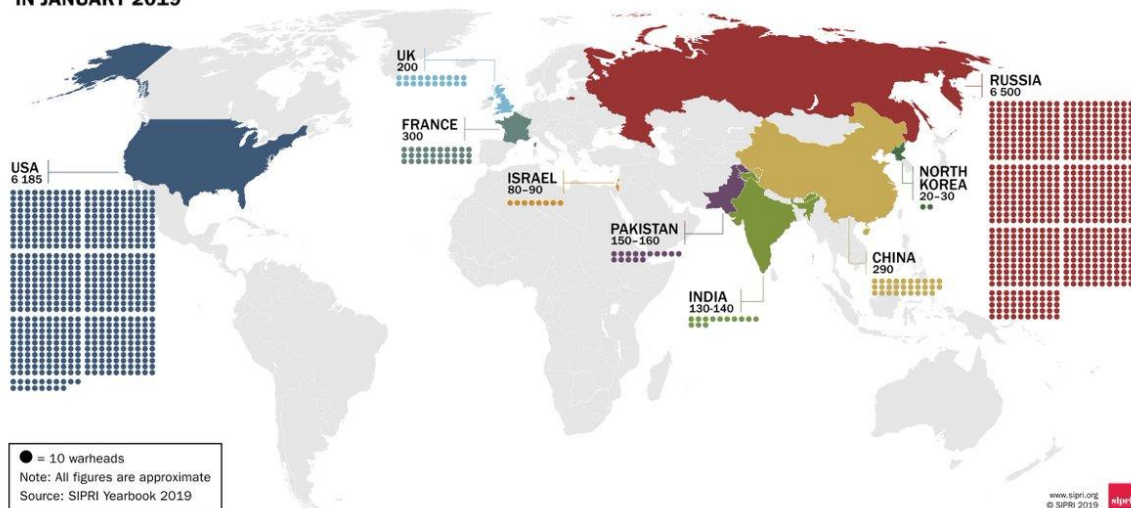 IN JANUARY 2019
UK
200
FRANCE
300
USA
6 185
ISRAEL
80–90
PAKISTAN
150–160
INDIA
130-140
RUSSIA
6 500
NORTH
KOREA
20–30
CHINA
290
= 10 warheads
Note: All figures are approximate
Source: SIPRI Yearbook 2019
www.sipri.org
© SIPRI 2019
sipri